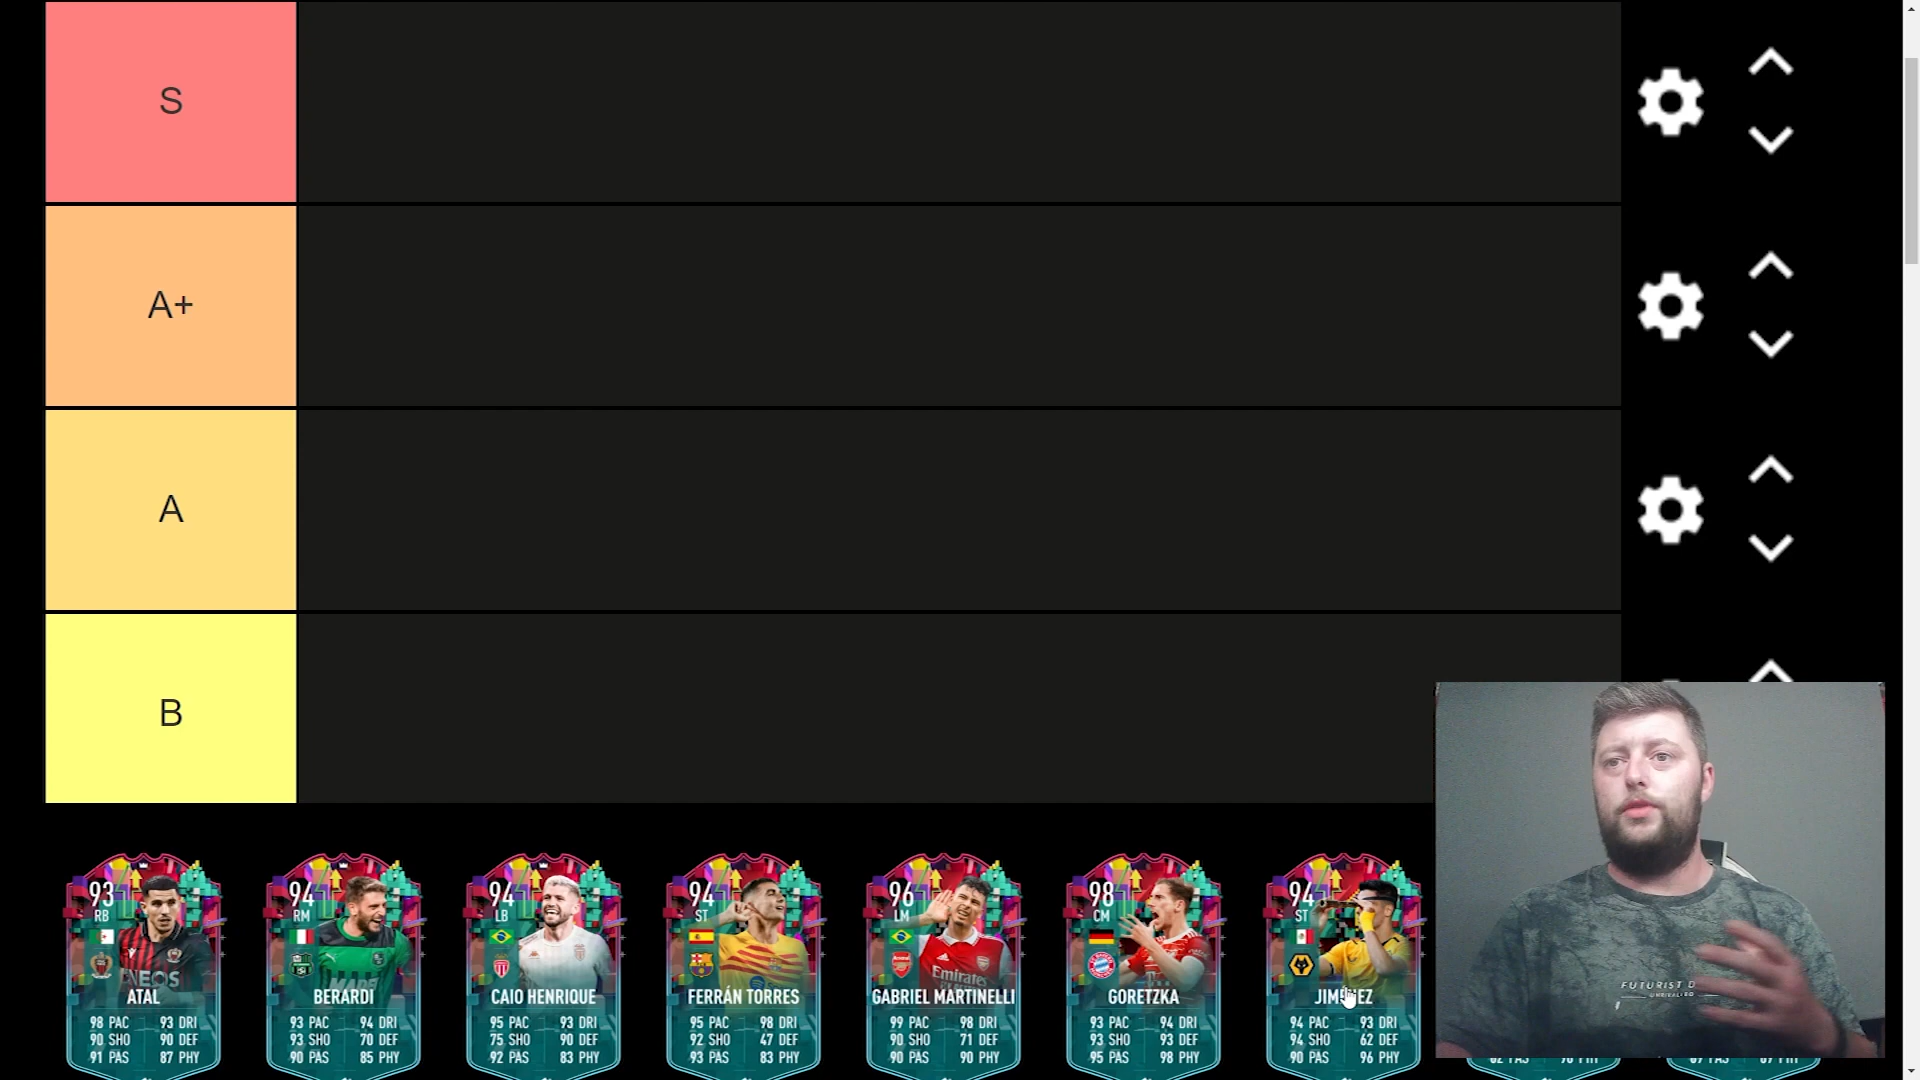 S
A+
A
B
93
RB
ATAL
98 PAC 93 DRI
90 SHO 90 DEF
91 PAS 87 PHY
94
RM
BERARDI
93 PAC 94 DRI
93 SHO 70 DEF
90 PAS 85 PHY
94
LB
CAIO HENRIQUE
95 PAC 93 DRI
75 SHO 90 DEF
92 PAS 83 PHY
94
ST
FERRÁN TORRES
95 PAC 98 DRI
92 SHO 47 DEF
93 PAS 83 PHY
96
LM
Emirates
GABRIEL MARTINELLI
99 PAC 98 DRI
90 SHO 71 DEF
90 PAS 90 PHY
98
CM
GORETZKA
93 PAC 94 DRI
93 SHO 93 DEF
95 PAS 98 PHY
94
ST
94 PAC 93 DRI
94 SHO 62 DEF
90 PAS 96 PHY
FUTURIST